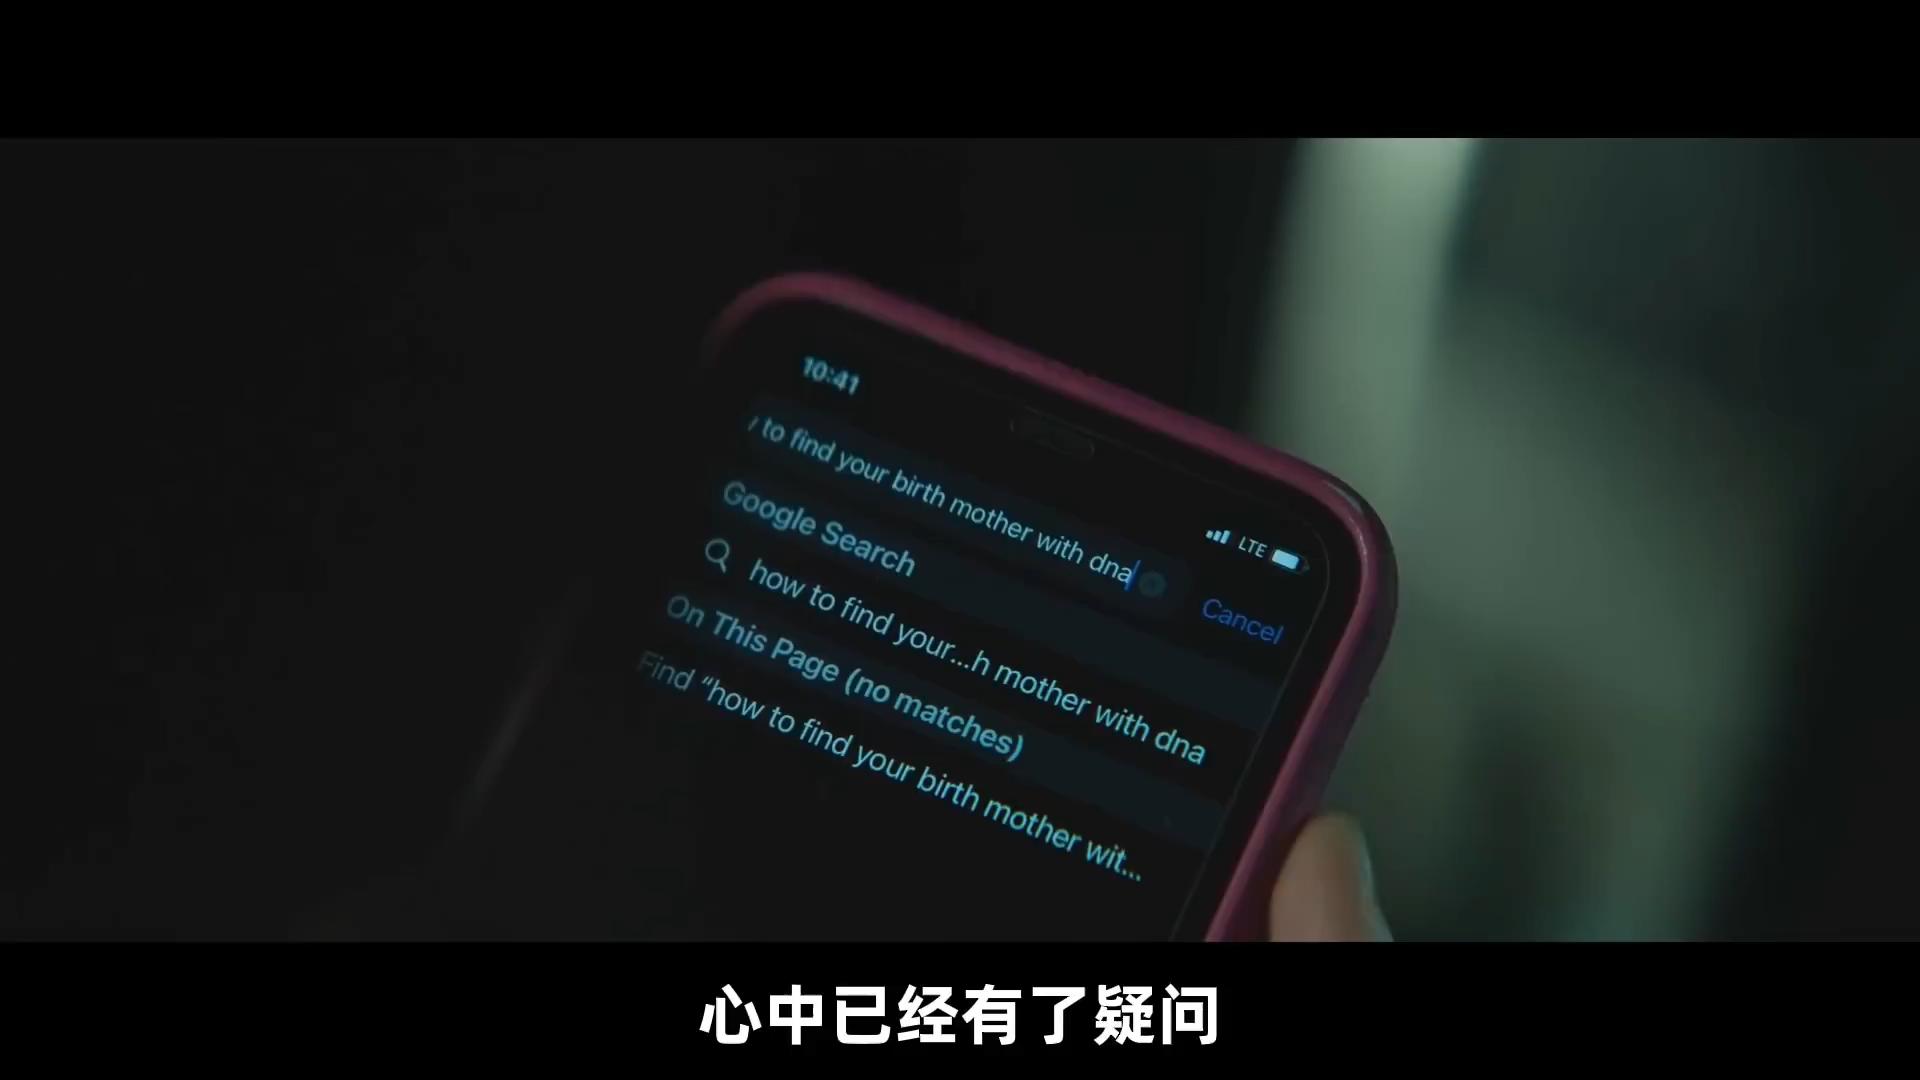 10:41
LTE
to find your birth mother with dna
Cancel
Google Search
how to find your...h mother with dna
On This Page (no matches)
Find “how to find your birth mother wit...
心中已经有了疑问